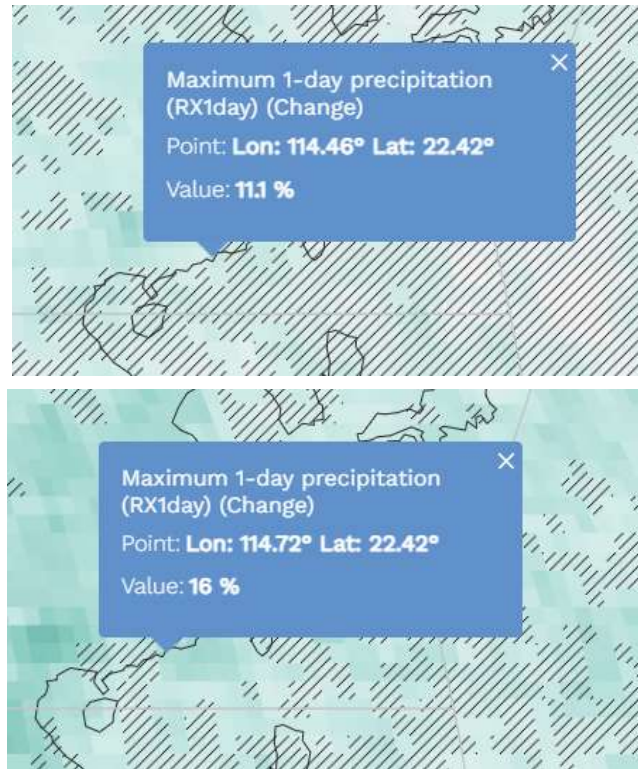 Maximum 1-day precipitation
(RX1day) (Change)
Point: Lon: 114.46° Lat: 22.42°
Value: 11.1 %
Maximum 1-day precipitation
(RX1day) (Change)
Point: Lon: 114.72° Lat: 22.42°
Value: 16 %